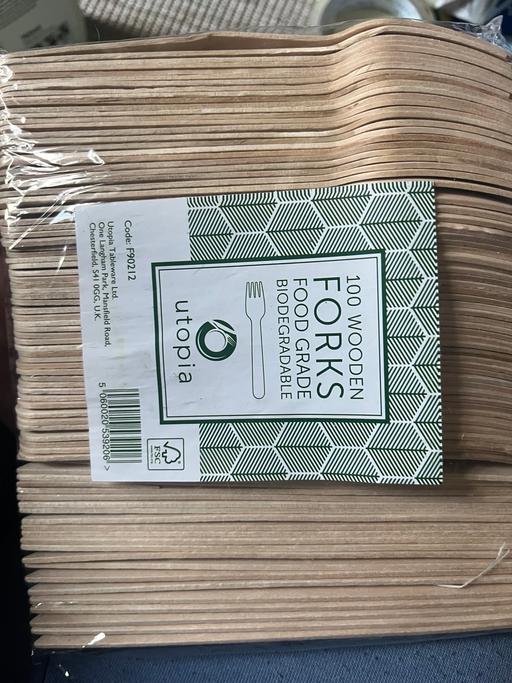 100 WOODEN
FORKS
FOOD GRADE
BIODEGRADABLE
utopia
Code: F90212
Utopia Tableware Ltd.
One Langham Park, Mansfield Road,
Chesterfield, S41 0GG, U.K.
5 060020 539206 >
FSC